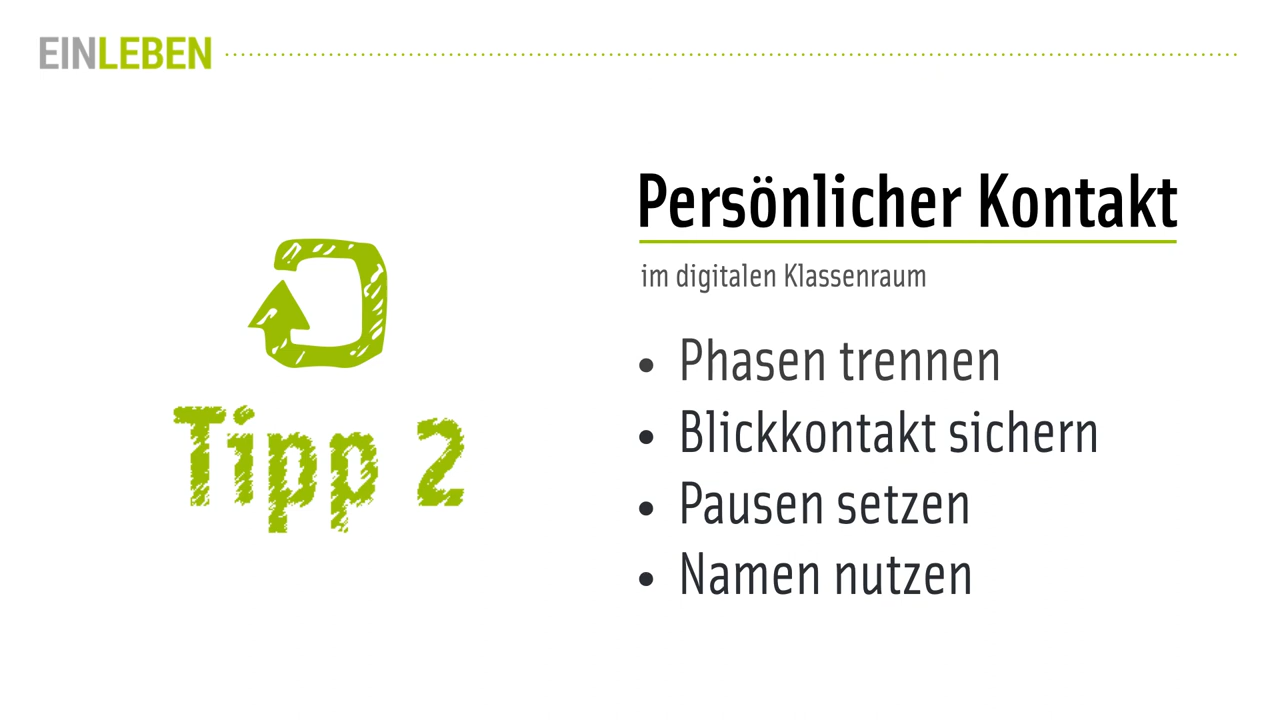 EINLEBEN
Tipp 2
Persönlicher Kontakt
im digitalen Klassenraum
• Phasen trennen
• Blickkontakt sichern
• Pausen setzen
• Namen nutzen